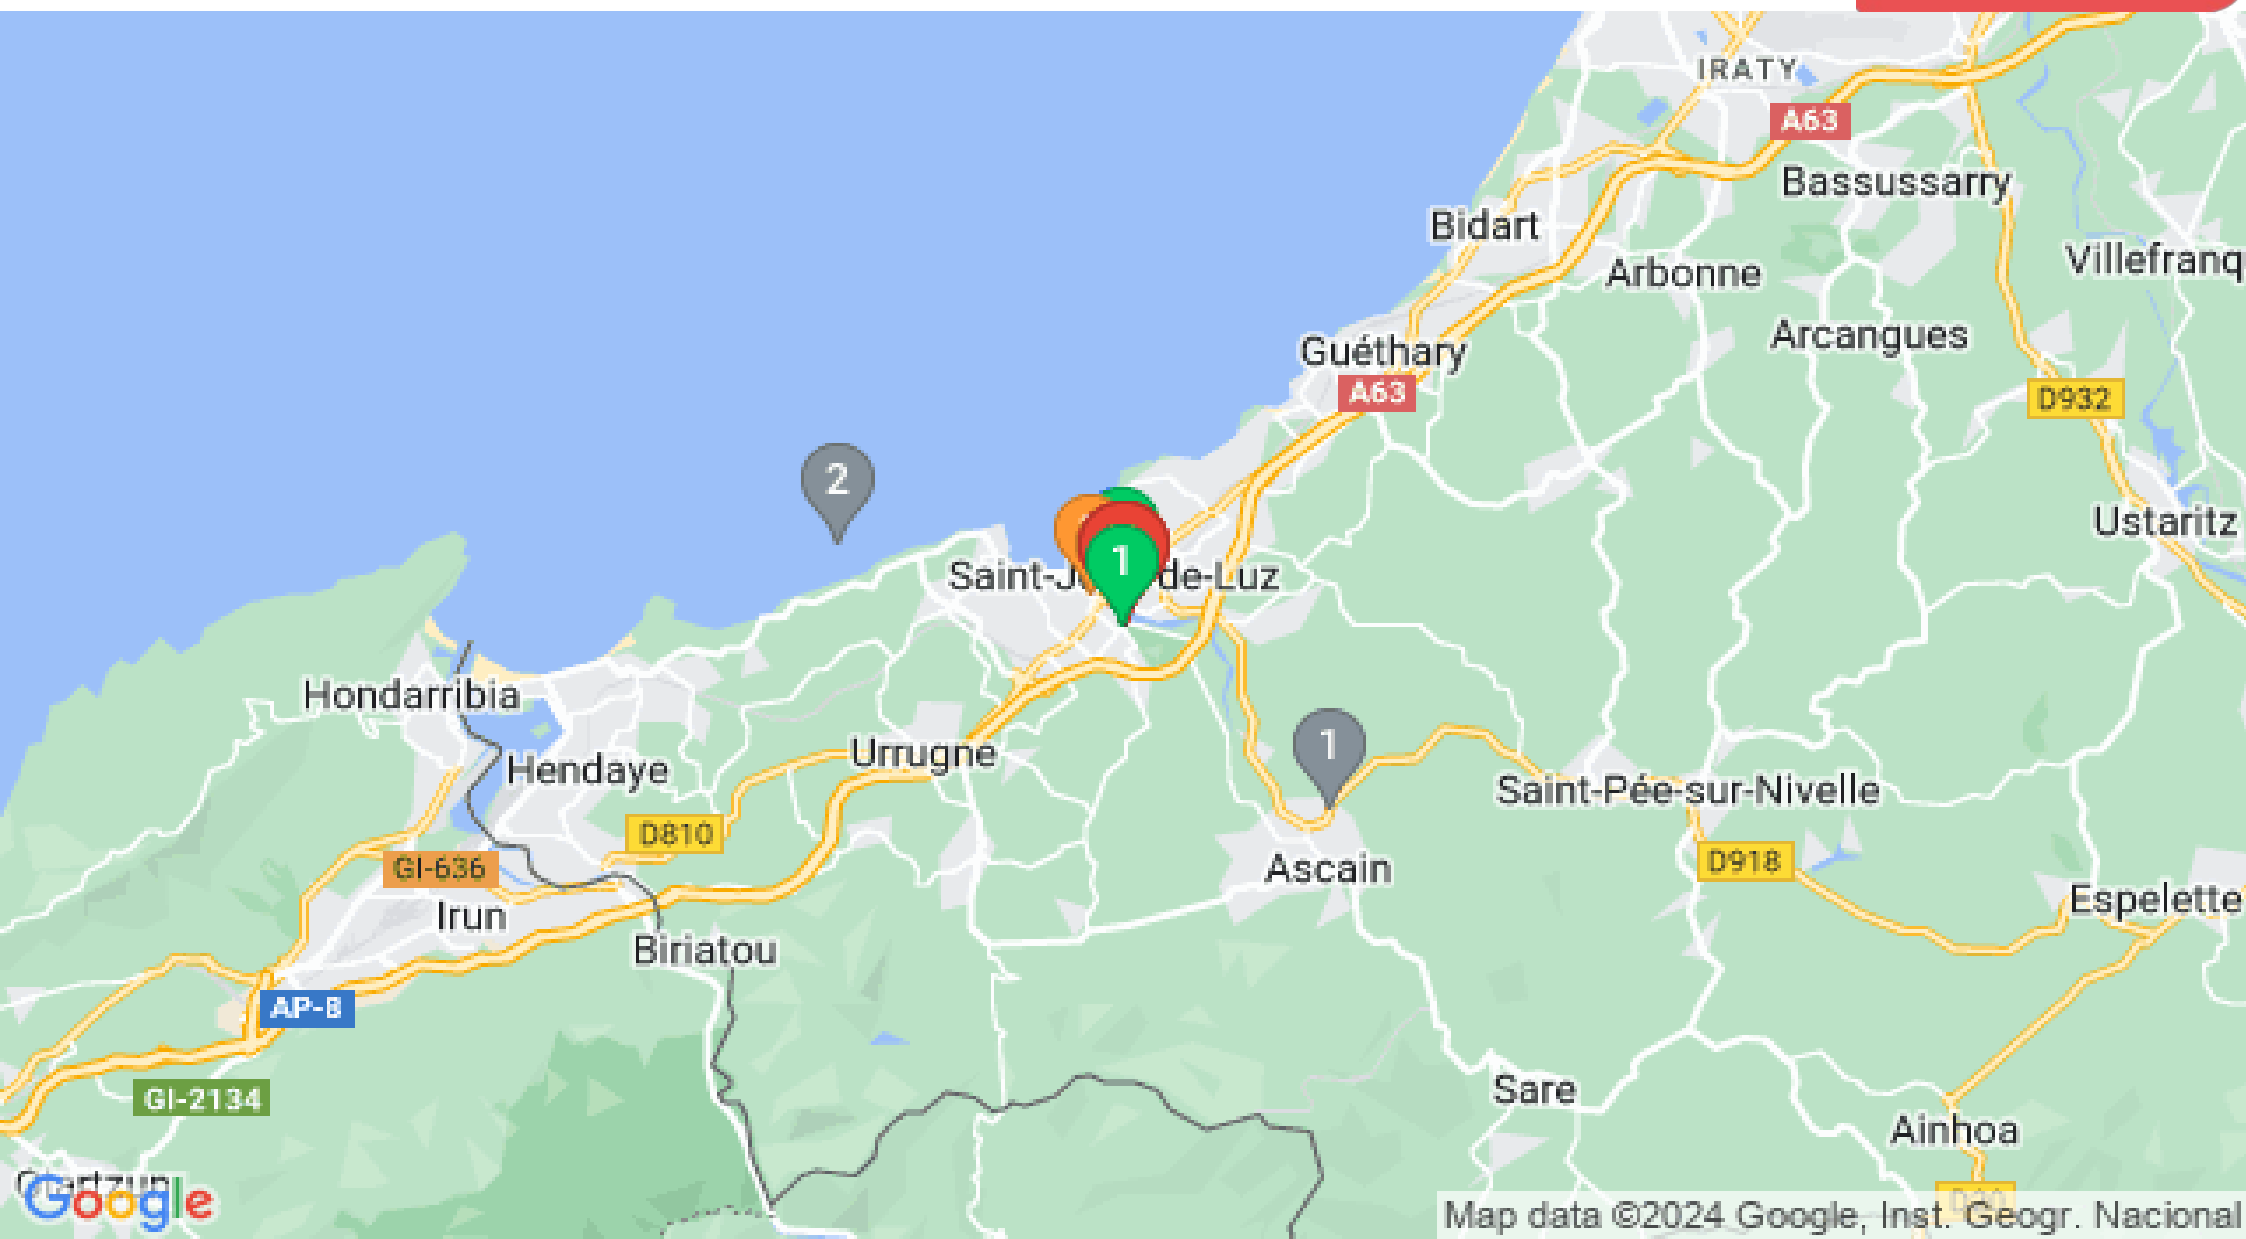 IRATY
A63
Bassussarry
Bidart
Villefranq
Arbonne
Arcangues
Guéthary
A63
D932
2
Ustaritz
1
Saint-J de-Luz
Hondarribia
1
Urrugne
Hendaye
Saint-Pée-sur-Nivelle
D810
D918
GI-636
Ascain
Espelette
Irun
Biriatou
AP-8
Sare
GI-2134
Ainhoa
Google
Map data ©2024 Google, Inst. Geogr. Nacional